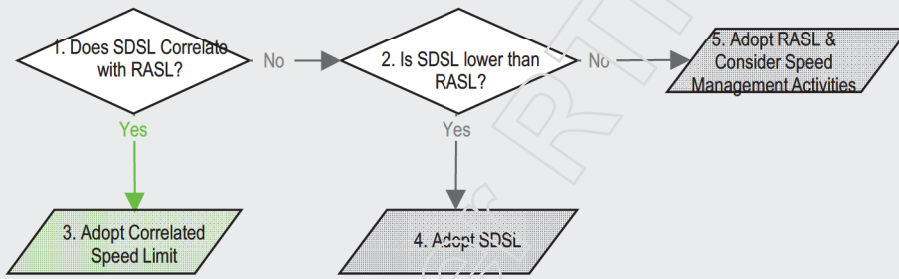 1. Does SDSL Correlate
with RASL?
No
2. Is SDSL lower than
RASL?
No
5. Adopt RASL &
Consider Speed
Management Activities
Yes
Yes
3. Adopt Correlated
Speed Limit
4. Adopt SDSL
RTI